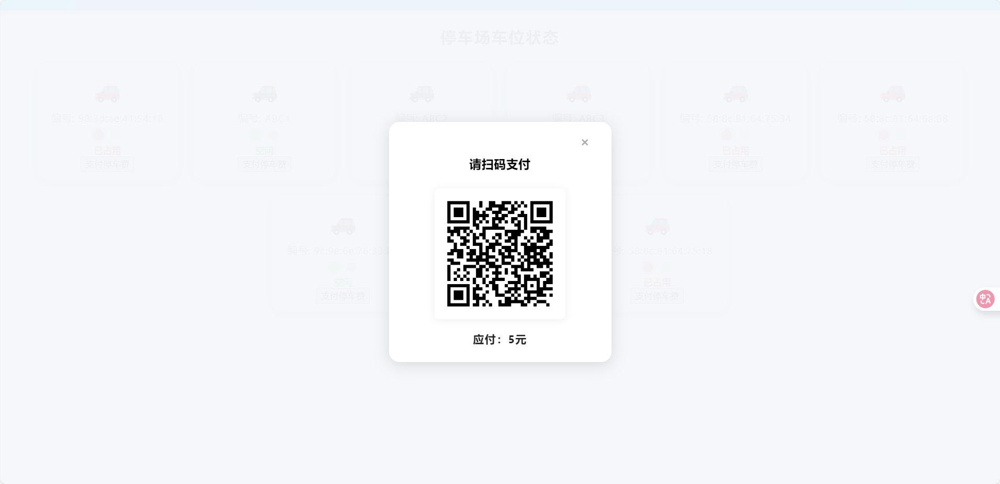 停车场车位状态
编号: 98:3d:ae:41:54:18
已占用
支付停车费
编号: ABC1
空闲
支付停车费
编号: ABC2
编号: ABC3
编号: 58:8c:81:64:75:34
已占用
支付停车费
编号: 58:8c:81:64:6a:88
已占用
支付停车费
×
请扫码支付
应付：5元
编号: 9c:9e:6e:76:33:
空闲
支付停车费
号: 58:8c:81:64:75:18
已占用
支付停车费
中A